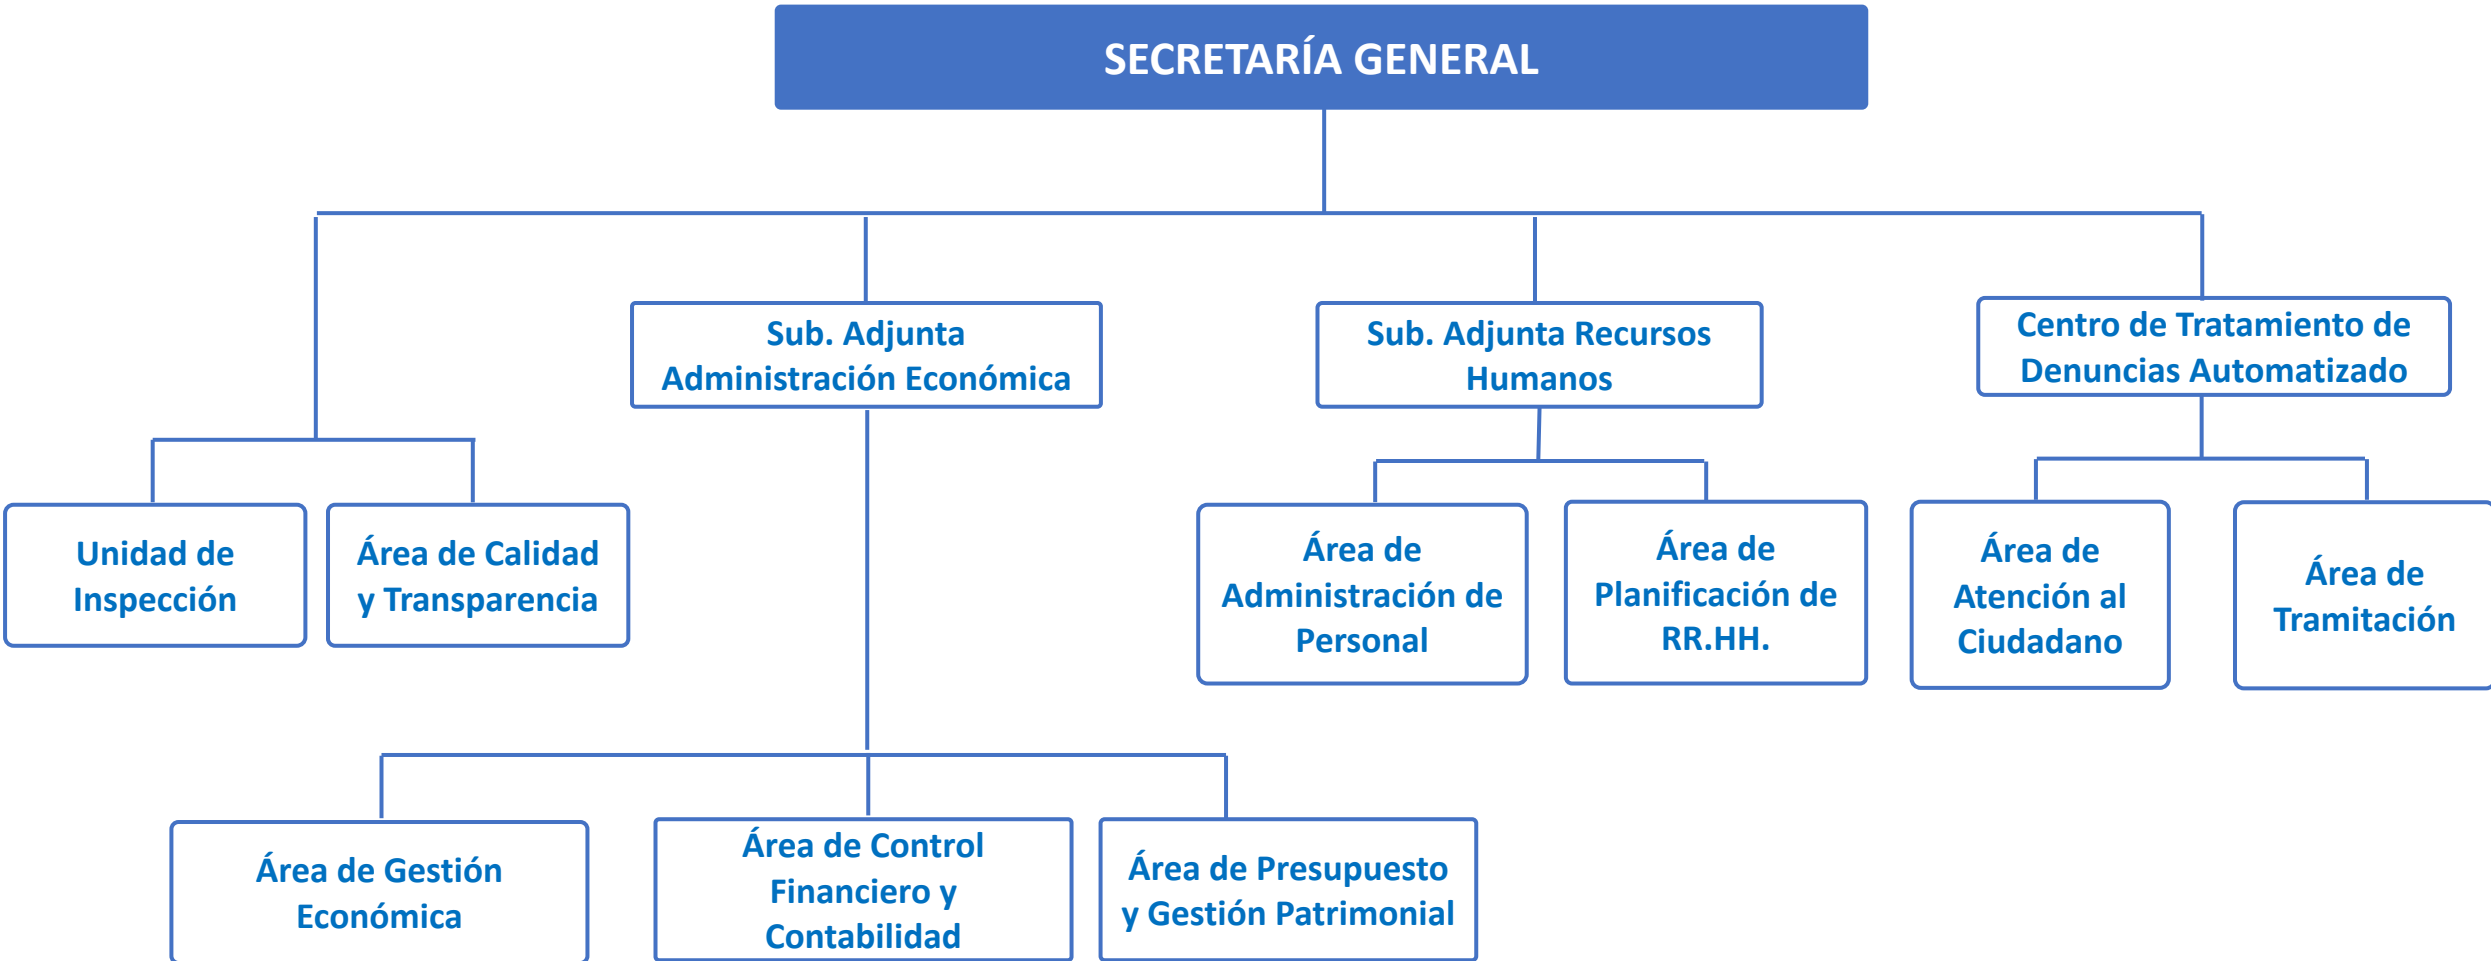 SECRETARÍA GENERAL
Sub. Adjunta
Administración Económica
Sub. Adjunta Recursos
Humanos
Centro de Tratamiento de
Denuncias Automatizado
Unidad de
Inspección
Área de Calidad
y Transparencia
Área de
Administración de
Personal
Área de
Planificación de
RR.HH.
Área de
Atención al
Ciudadano
Área de
Tramitación
Área de Gestión
Económica
Área de Control
Financiero y
Contabilidad
Área de Presupuesto
y Gestión Patrimonial